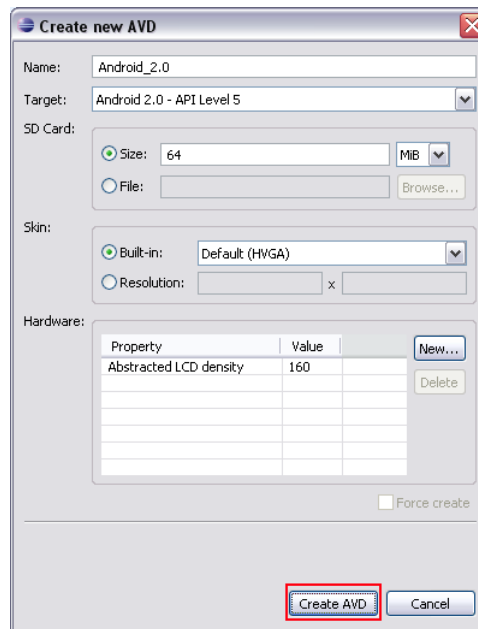 Create new AVD
Name: Android_2.0
Target: Android 2.0 - API Level 5
SD Card:
Size: 64 MiB
File: Browse...
Skin:
Built-in: Default (HVGA)
Resolution: x
Hardware:
Property Value New...
Abstracted LCD density 160
Delete
Force create
Create AVD Cancel